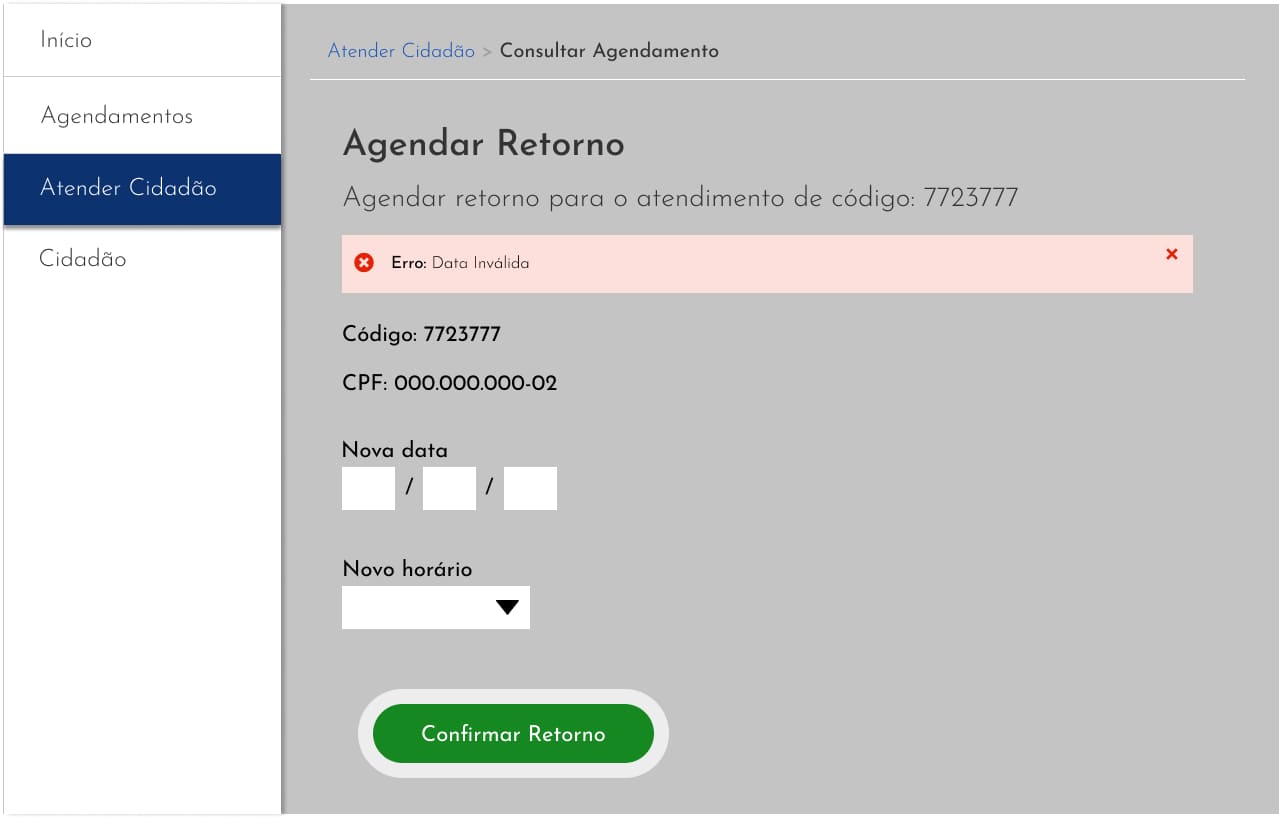 Início
Agendamentos
Atender Cidadão
Cidadão
Atender Cidadão > Consultar Agendamento
Agendar Retorno
Agendar retorno para o atendimento de código: 7723777
Erro: Data Inválida
Código: 7723777
CPF: 000.000.000-02
Nova data
/ /
Novo horário
Confirmar Retorno